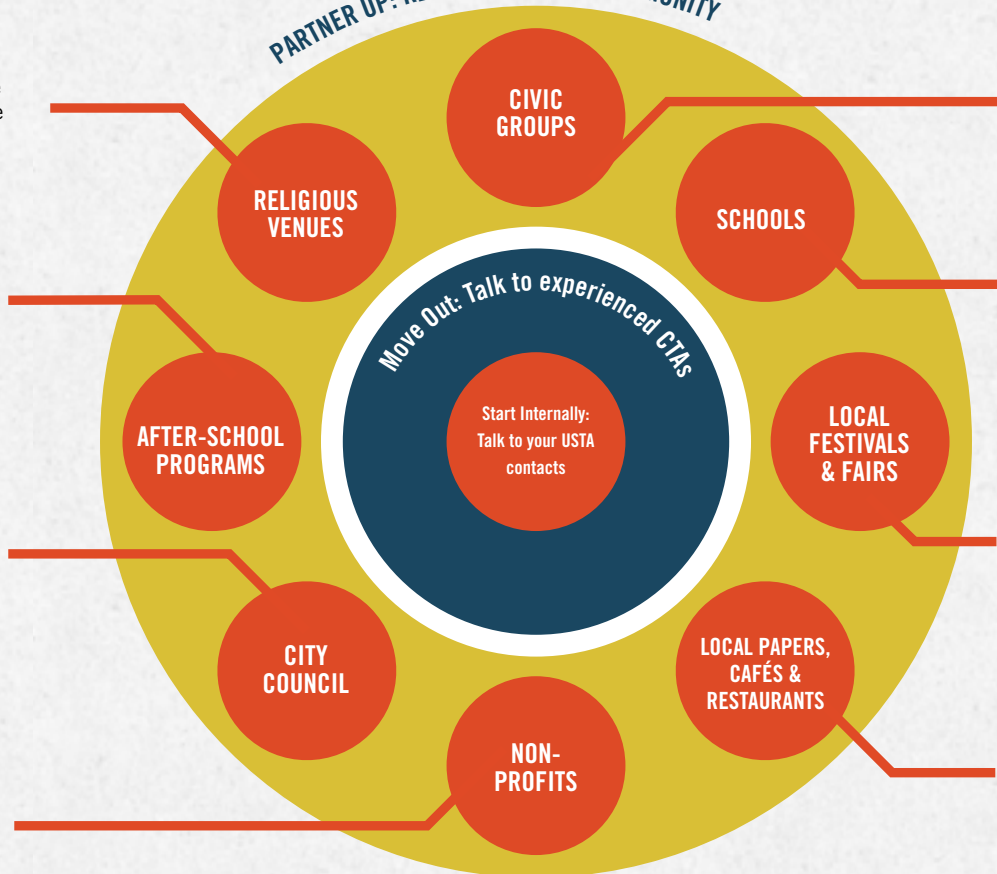 PARTNER UP:
CIVIC
GROUPS
RELIGIOUS
VENUES
SCHOOLS
Move Out: Talk to experienced CTAs
Start Internally:
Talk to your USTA
contacts
AFTER-SCHOOL
PROGRAMS
LOCAL
FESTIVALS
& FAIRS
CITY
COUNCIL
LOCAL PAPERS,
CAFÉS &
RESTAURANTS
NON-
PROFITS